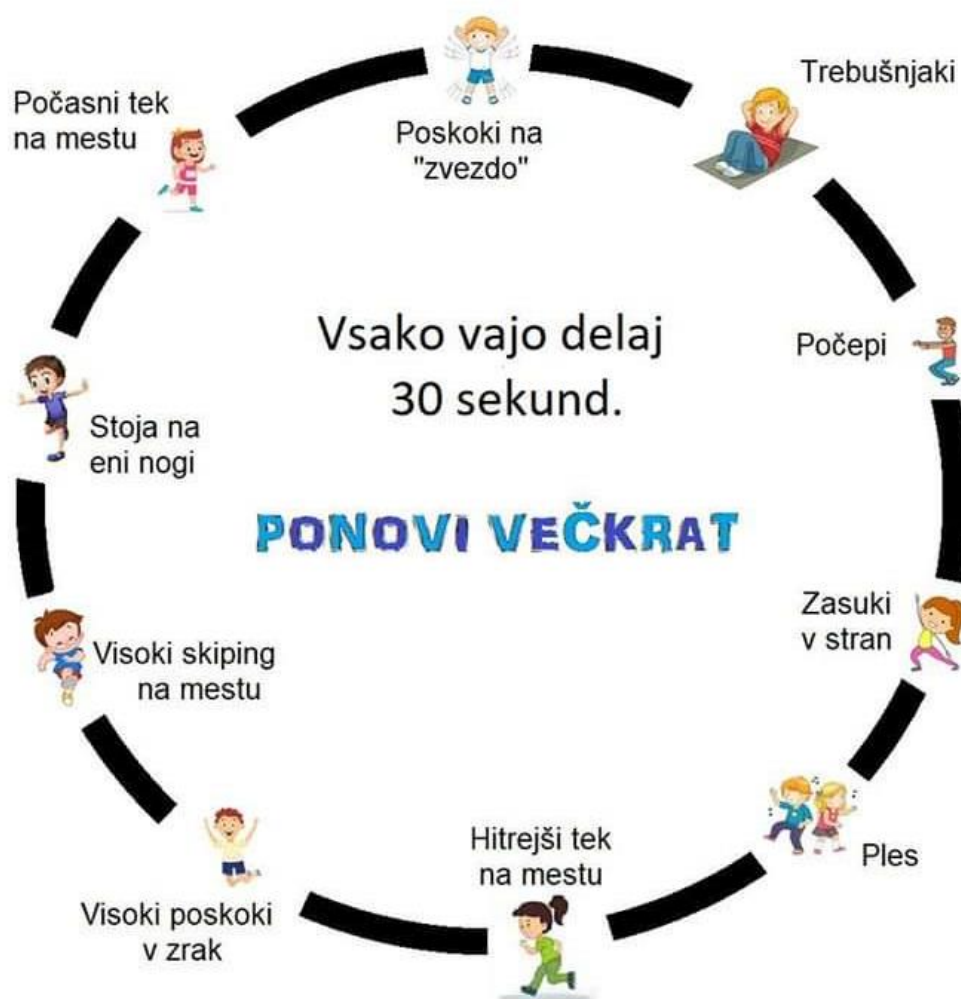 Poskoki na
"zvezdo"
Trebušnjaki
Počasni tek
na mestu
Vsako vajo delaj
30 sekund.
Počepi
Stoja na
eni nogi
PONOVI VEČKRAT
Zasuki
v stran
Visoki skiping
na mestu
Hitrejši tek
na mestu
Ples
Visoki poskoki
v zrak